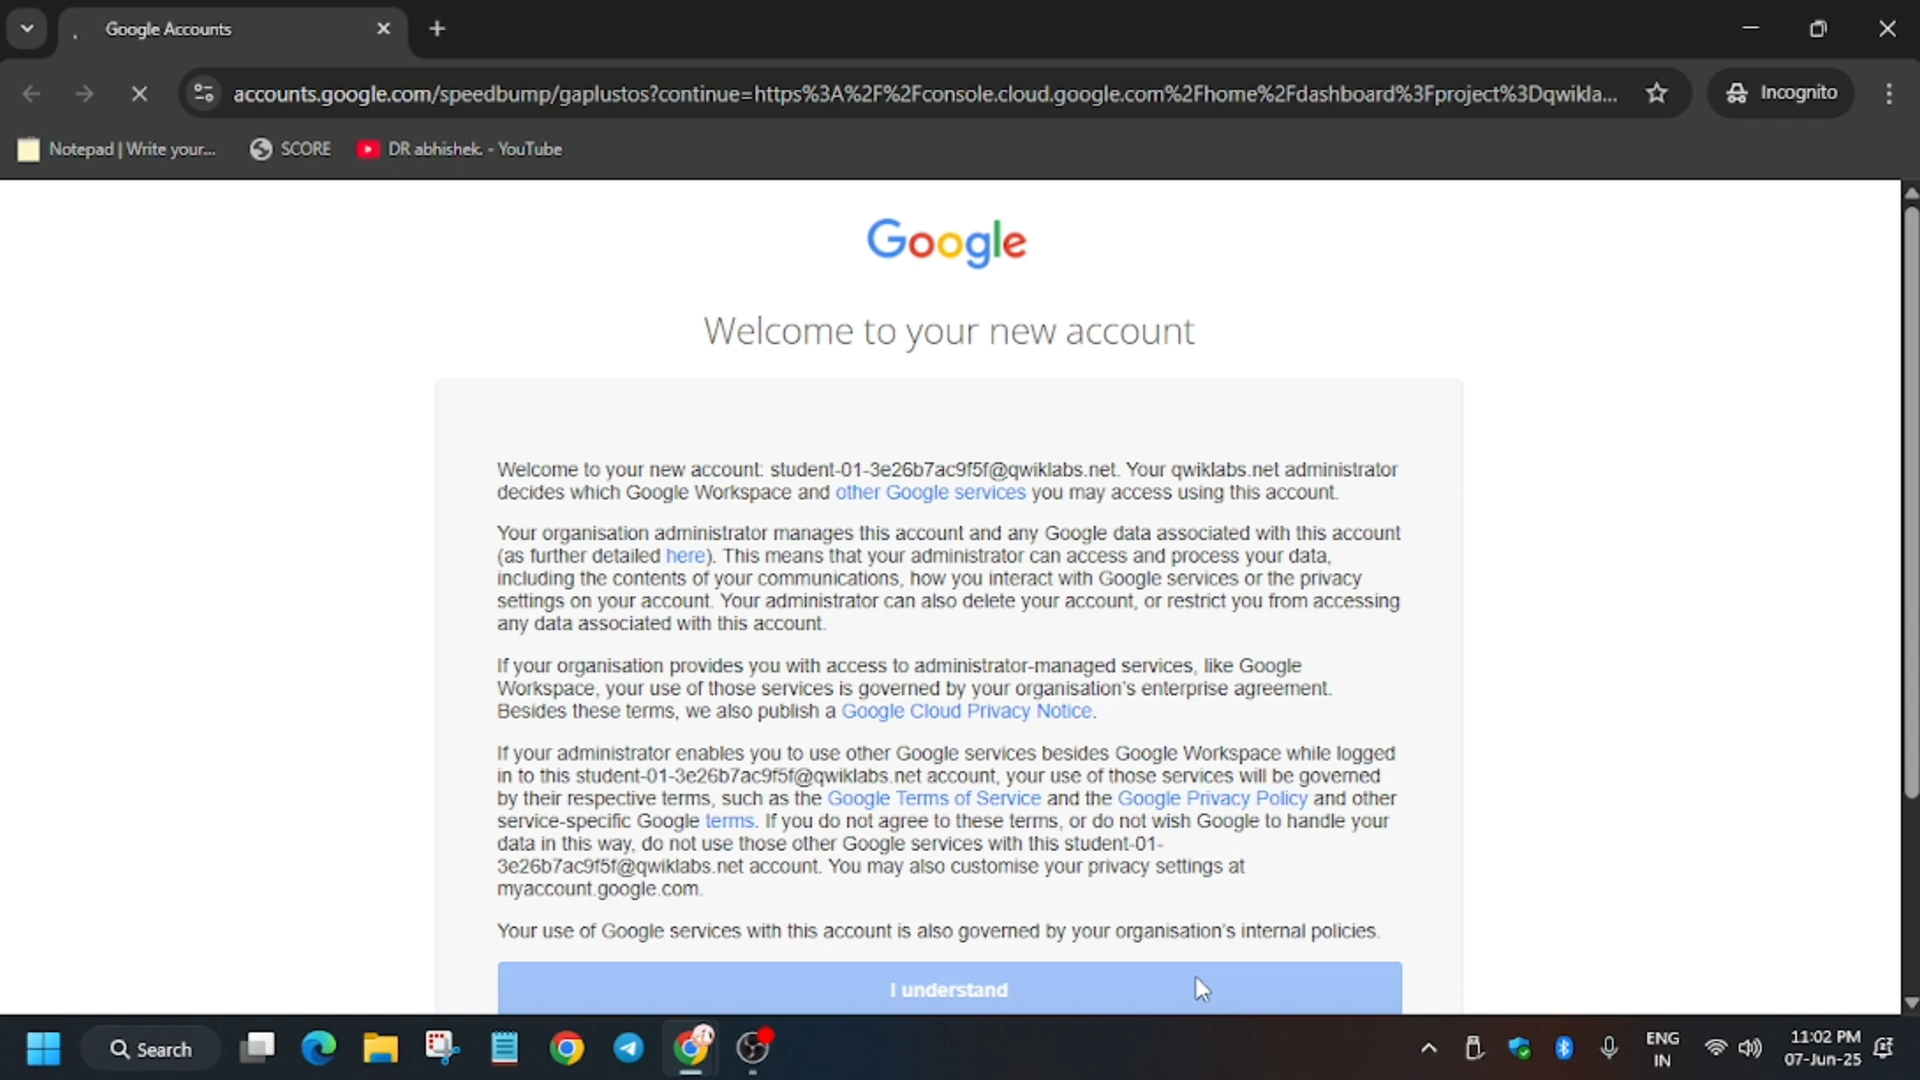 Google Accounts
accounts.google.com/speedbump/gaplustos?continue=https%3A%2F%2Fconsole.cloud.google.com%2Fhome%2Fdashboard%3Fproject%3Dqwikla...
Incognito
Notepad | Write your...
SCORE
DR abhishek. - YouTube
Google
Welcome to your new account
Welcome to your new account: student-01-3e26b7ac9f5f@qwiklabs.net. Your qwiklabs.net administrator
decides which Google Workspace and other Google services you may access using this account.
Your organisation administrator manages this account and any Google data associated with this account
(as further detailed here). This means that your administrator can access and process your data,
including the contents of your communications, how you interact with Google services or the privacy
settings on your account. Your administrator can also delete your account, or restrict you from accessing
any data associated with this account.
If your organisation provides you with access to administrator-managed services, like Google
Workspace, your use of those services is governed by your organisation's enterprise agreement.
Besides these terms, we also publish a Google Cloud Privacy Notice.
If your administrator enables you to use other Google services besides Google Workspace while logged
in to this student-01-3e26b7ac9f5f@qwiklabs.net account, your use of those services will be governed
by their respective terms, such as the Google Terms of Service and the Google Privacy Policy and other
service-specific Google terms. If you do not agree to these terms, or do not wish Google to handle your
data in this way, do not use those other Google services with this student-01-
3e26b7ac9f5f@qwiklabs.net account. You may also customise your privacy settings at
myaccount.google.com.
Your use of Google services with this account is also governed by your organisation's internal policies.
I understand
Search
ENG
IN
11:02 PM
07-Jun-25